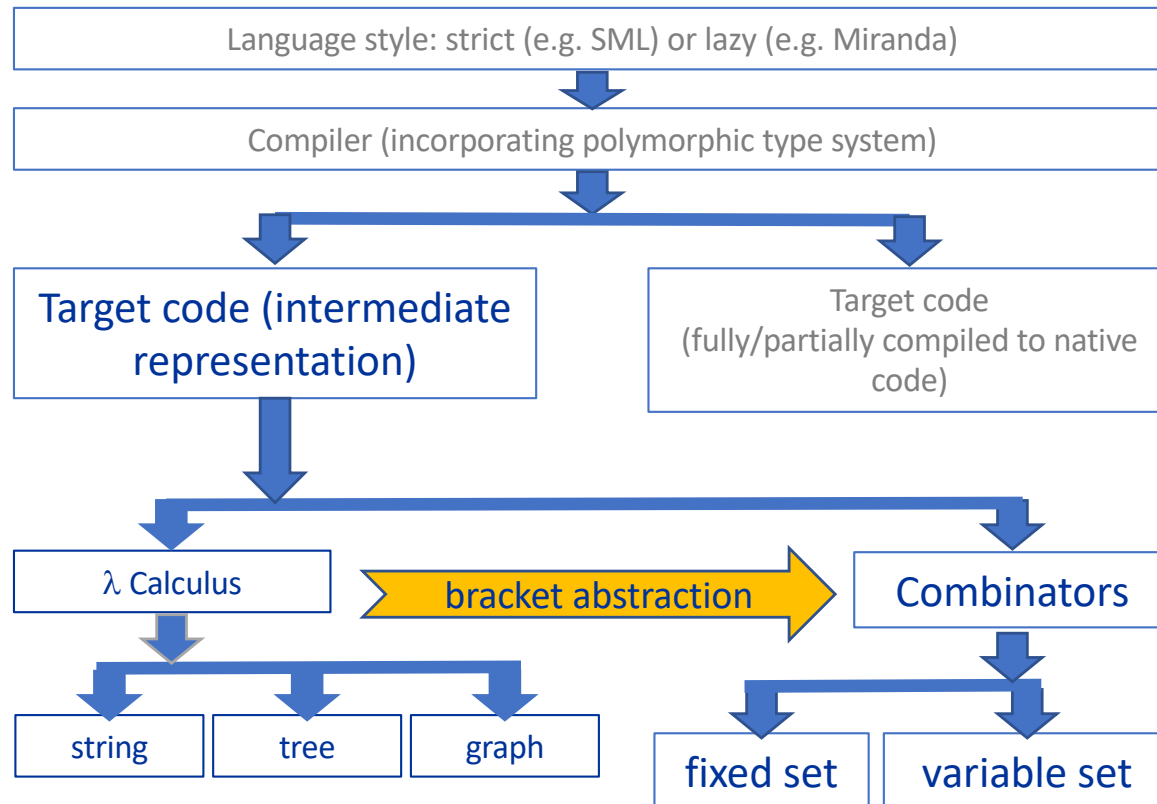 Language style: strict (e.g. SML) or lazy (e.g. Miranda)
Compiler (incorporating polymorphic type system)
Target code (intermediate
representation)
Target code
(fully/partially compiled to native
code)
λ Calculus
bracket abstraction
Combinators
string
tree
graph
fixed set
variable set